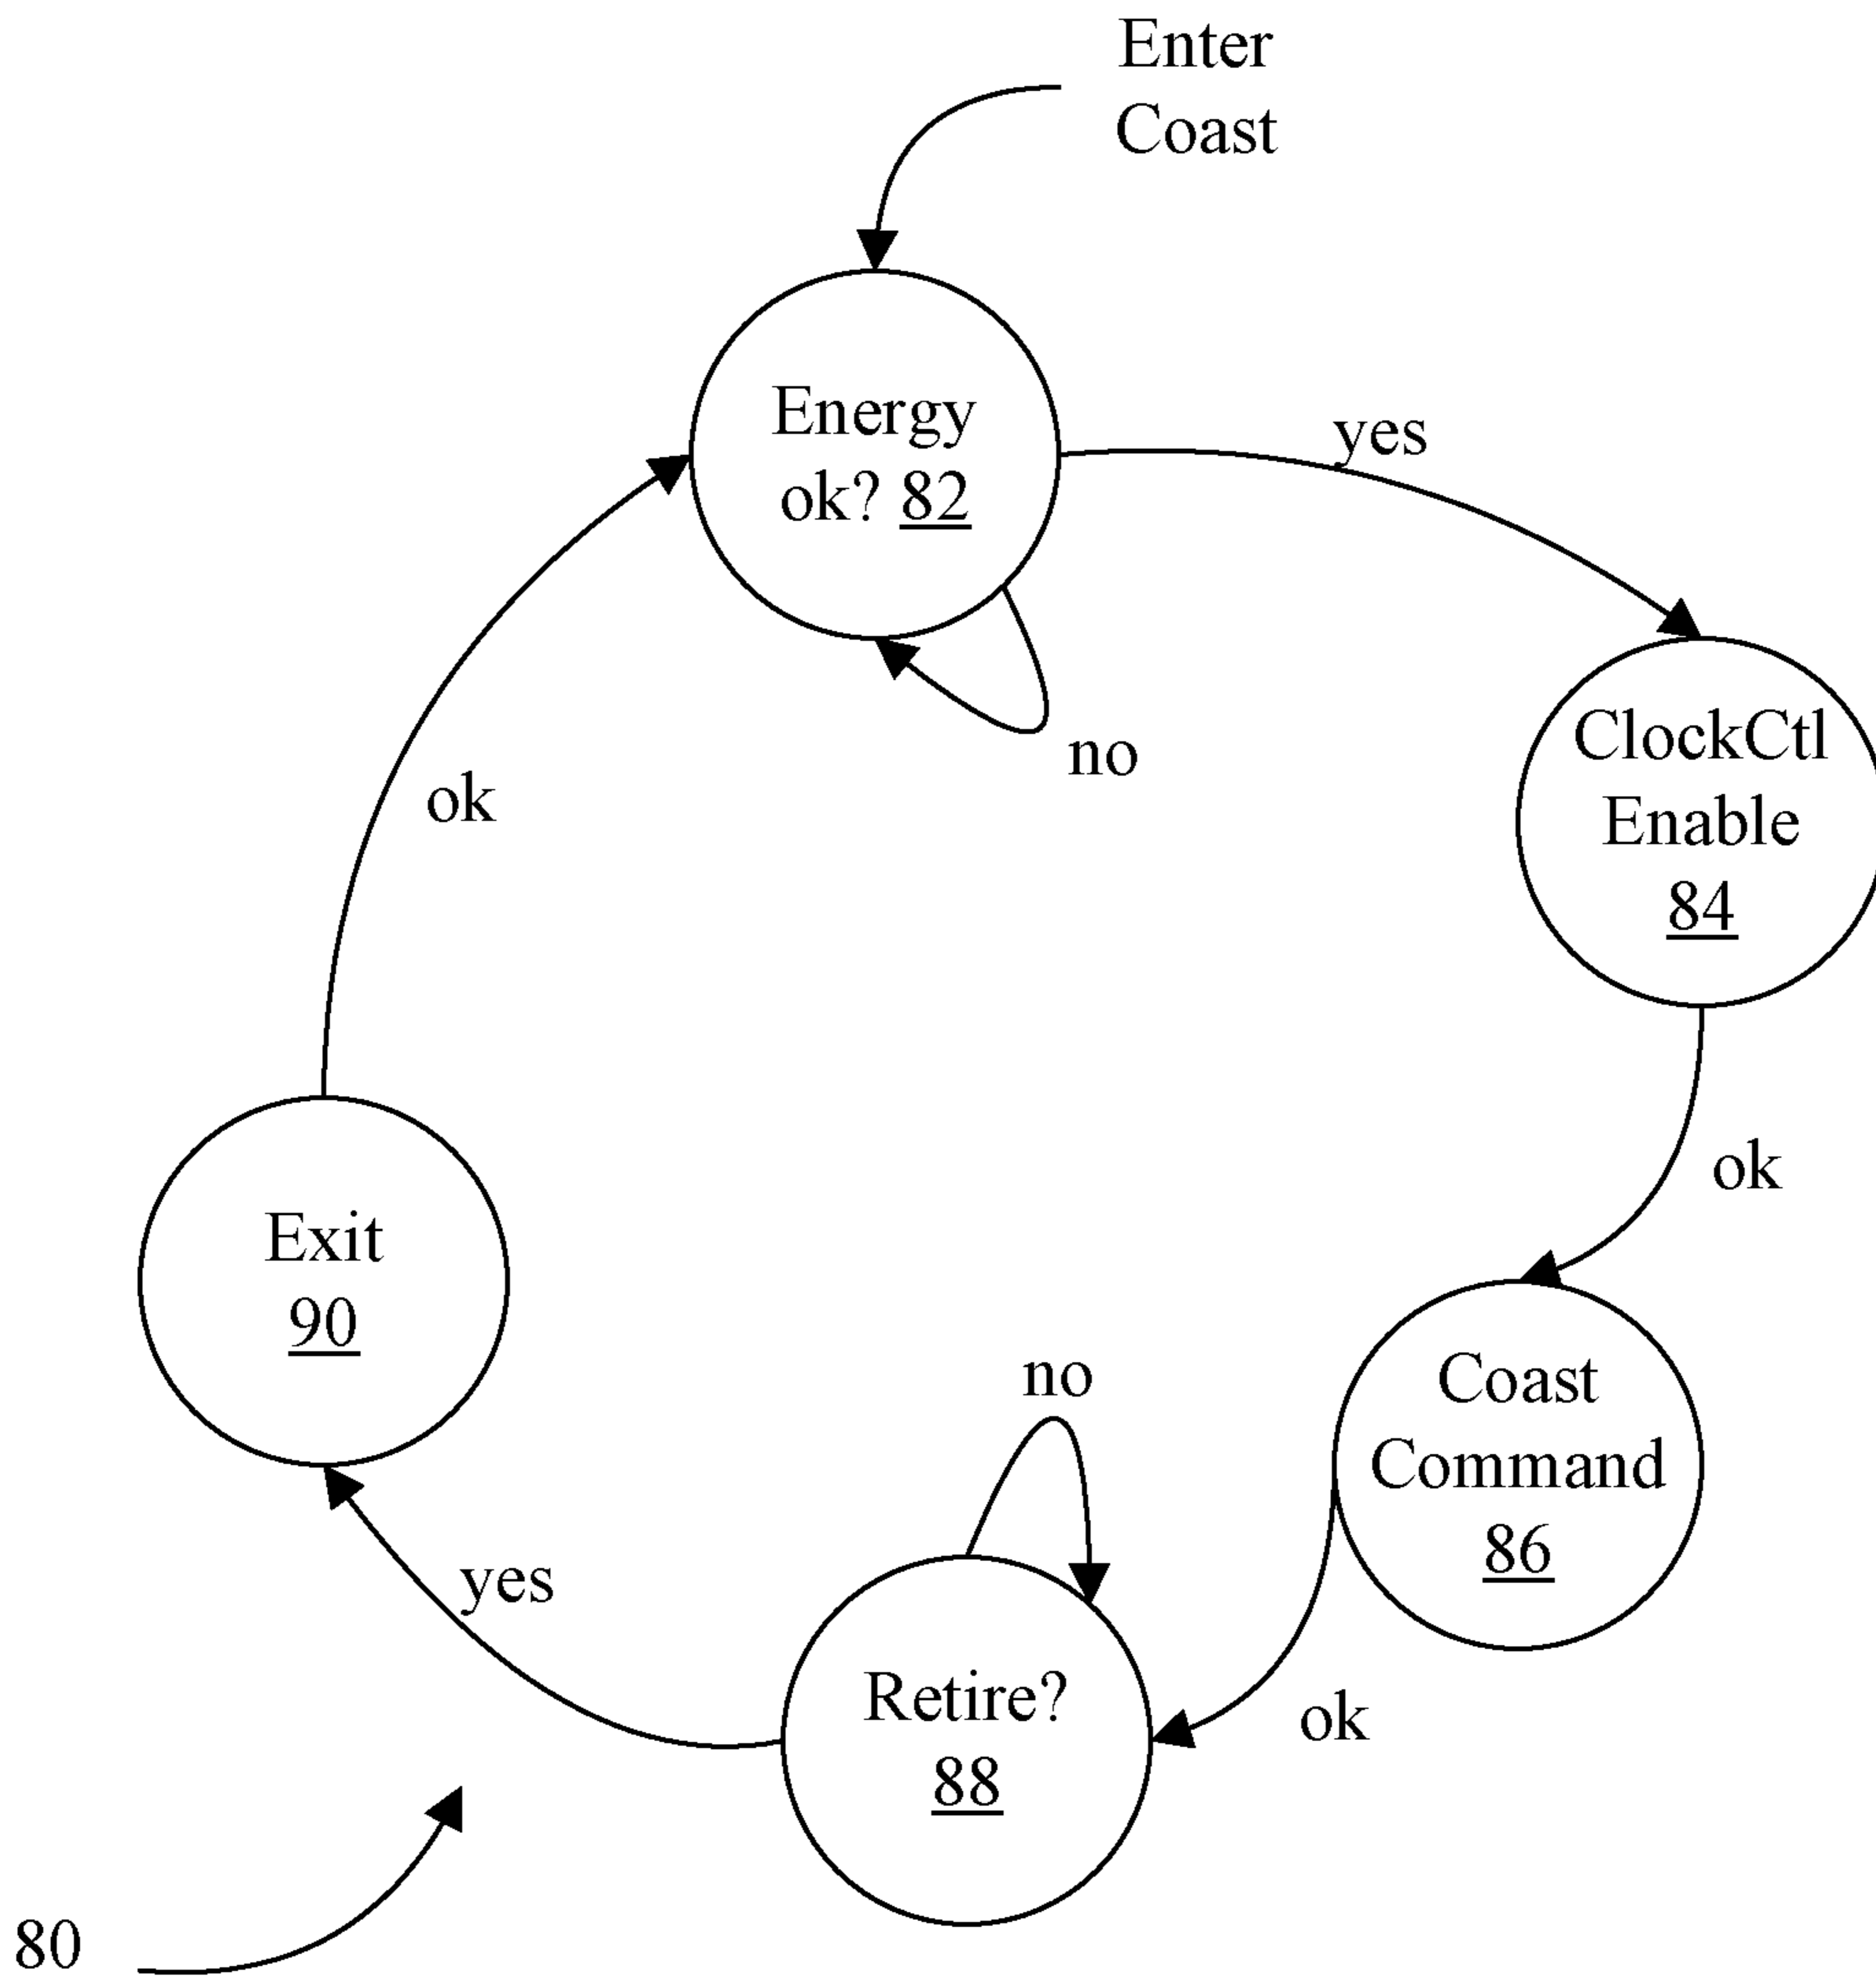 Enter
Coast
Energy
ok? 82
yes
no
ClockCtl
Enable
84
ok
ok
Coast
Command
86
ok
no
Retire?
88
yes
Exit
90
80